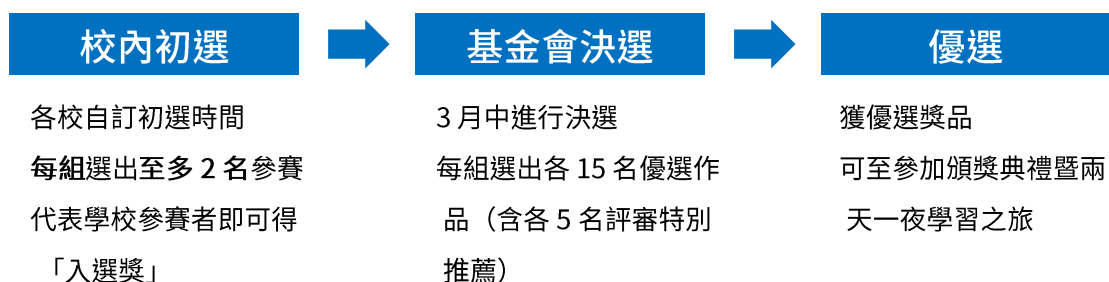 校內初選
各校自訂初選時間
每組選出至多 2 名參賽
代表學校參賽者即可得
「入選獎」
基金會決選
3 月中進行決選
每組選出各 15 名優選作
品（含各 5 名評審特別
推薦）
優選
獲優選獎品
可至參加頒獎典禮暨兩
天一夜學習之旅